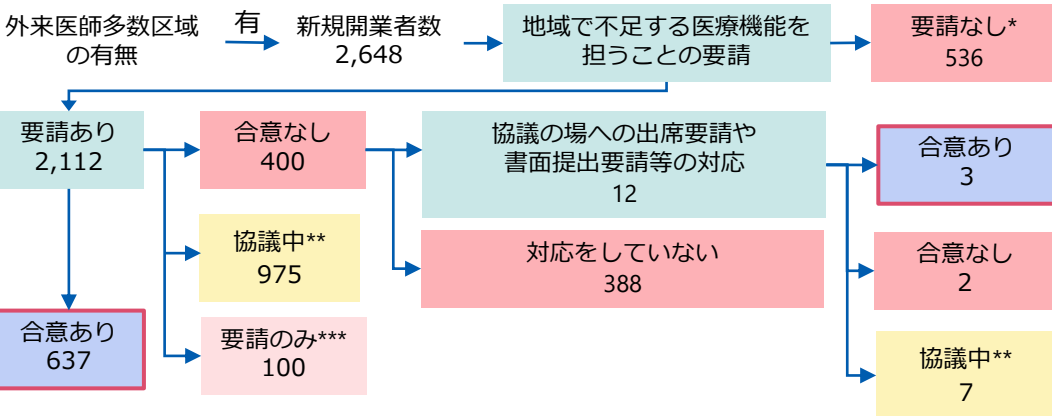 外来医師多数区域
の有無
有
新規開業者数
2,648
地域で不足する医療機能を
担うことの要請
要請なし*
536
要請あり
2,112
合意なし
400
協議の場への出席要請や
書面提出要請等の対応
12
合意あり
3
協議中**
975
対応をしていない
388
合意なし
2
合意あり
637
要請のみ***
100
協議中**
7